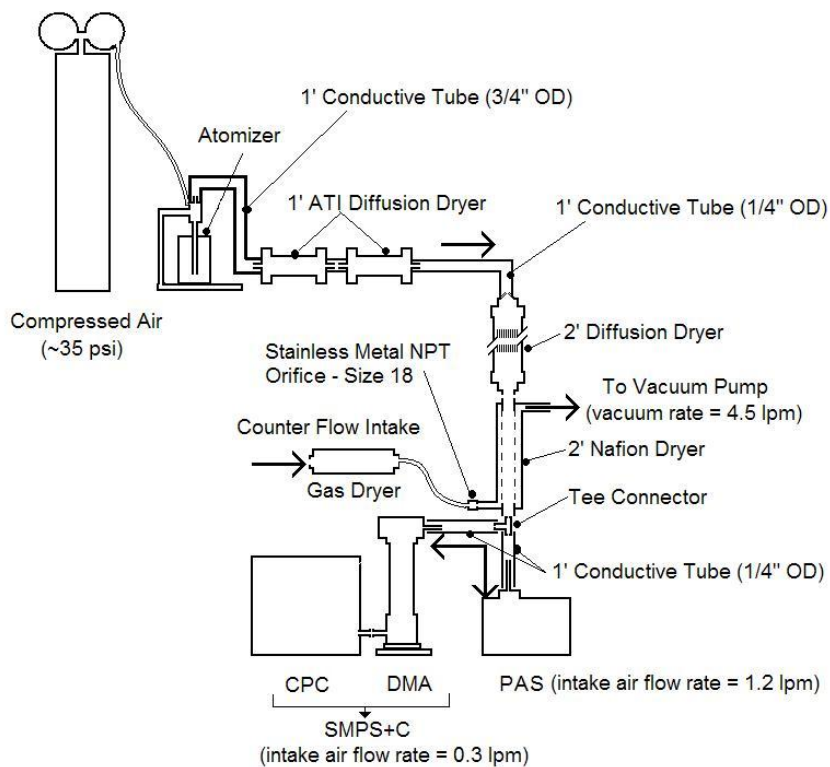 1' Conductive Tube (3/4" OD)
Atomizer
1' ATI Diffusion Dryer
1' Conductive Tube (1/4" OD)
Compressed Air
(~35 psi)
2' Diffusion Dryer
Stainless Metal NPT
Orifice - Size 18
To Vacuum Pump
(vacuum rate = 4.5 lpm)
Counter Flow Intake
2' Nafion Dryer
Gas Dryer
Tee Connector
1' Conductive Tube (1/4" OD)
CPC
DMA
PAS (intake air flow rate = 1.2 lpm)
SMPS+C
(intake air flow rate = 0.3 lpm)